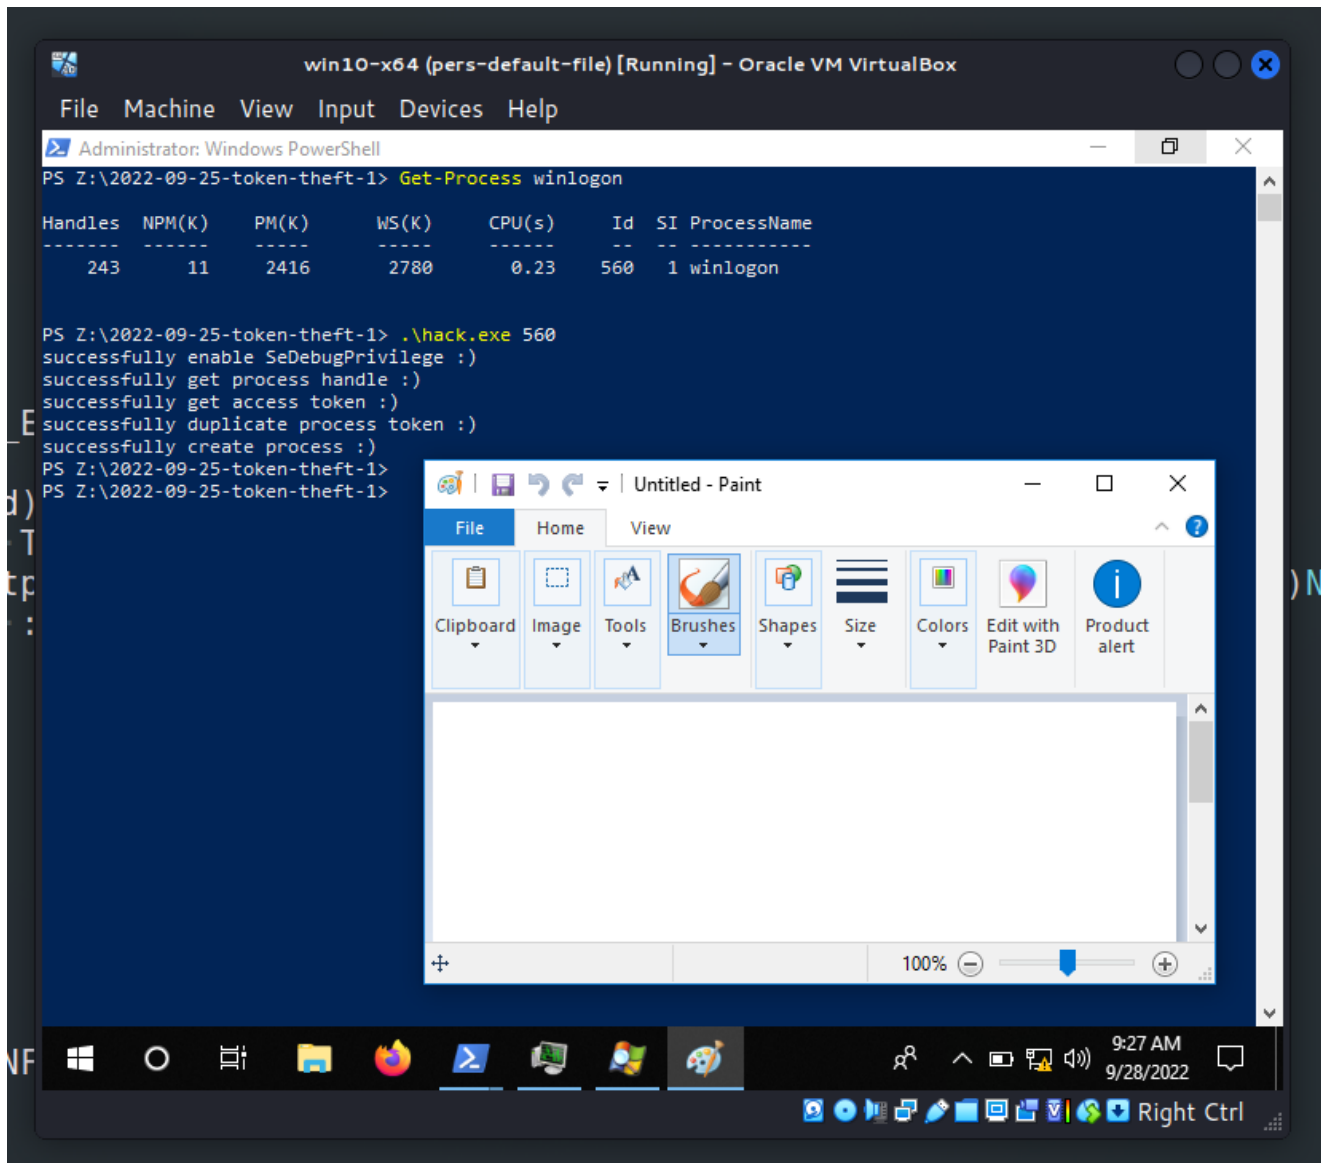 win10-x64 (pers-default-file) [Running] - Oracle VM VirtualBox
File Machine View Input Devices Help
Administrator: Windows PowerShell
PS Z:\2022-09-25-token-theft-1> Get-Process winlogon
Handles NPM(K) PM(K) WS(K) CPU(s) Id SI ProcessName
------- ------ ----- ----- ------ -- -- -----------
243 11 2416 2780 0.23 560 1 winlogon
PS Z:\2022-09-25-token-theft-1> .\hack.exe 560
successfully enable SeDebugPrivilege :)
successfully get process handle :)
successfully get access token :)
successfully duplicate process token :)
successfully create process :)
PS Z:\2022-09-25-token-theft-1>
PS Z:\2022-09-25-token-theft-1>
_E
d)
T
tp
:
)N
NF
Untitled - Paint
File Home View
Clipboard Image Tools Brushes Shapes Size Colors Edit with Paint 3D Product alert
100%
9:27 AM
9/28/2022
Right Ctrl